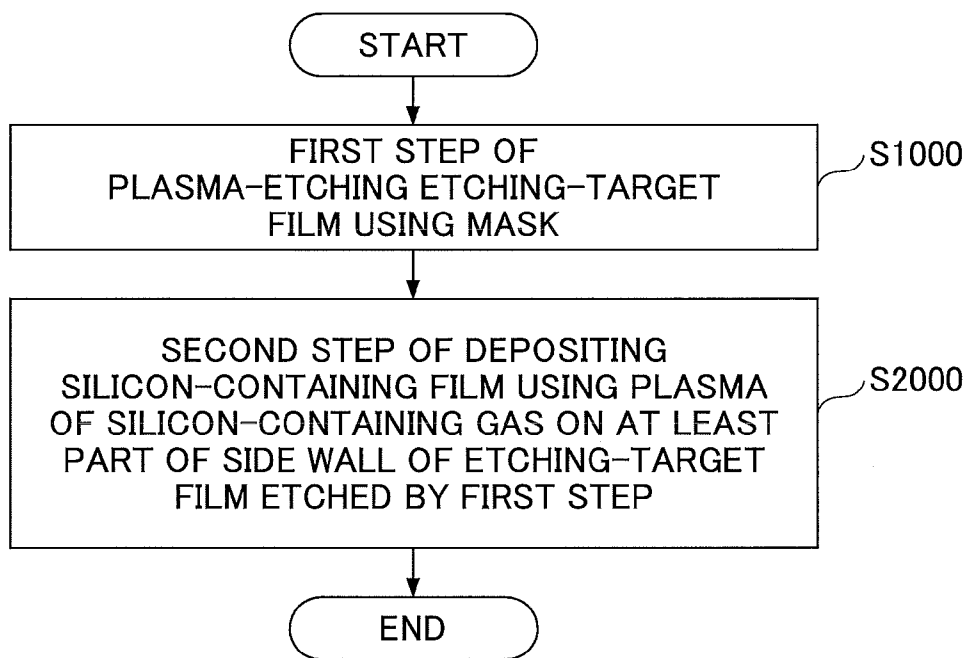 START
FIRST STEP OF
PLASMA-ETCHING ETCHING-TARGET
FILM USING MASK
S1000
SECOND STEP OF DEPOSITING
SILICON-CONTAINING FILM USING PLASMA
OF SILICON-CONTAINING GAS ON AT LEAST
PART OF SIDE WALL OF ETCHING-TARGET
FILM ETCHED BY FIRST STEP
S2000
END